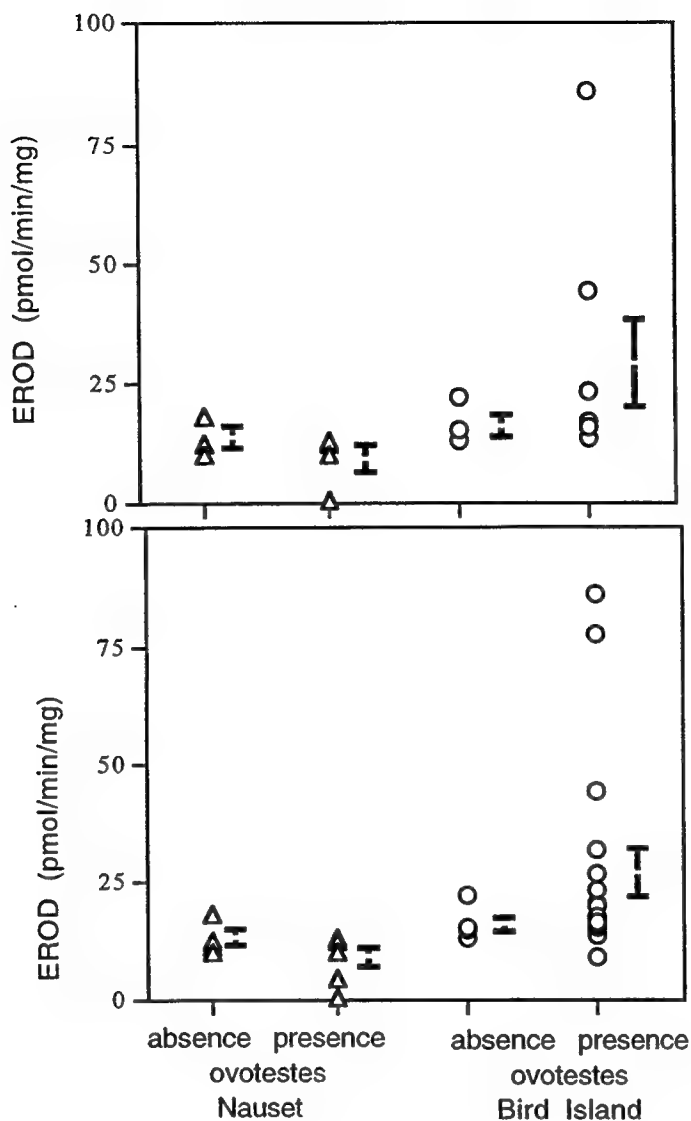 100
75
50
25
0
EROD (pmol/min/mg)
100
75
50
25
0
EROD (pmol/min/mg)
absence presence absence presence
ovotestes ovotestes
Nauset Bird Island